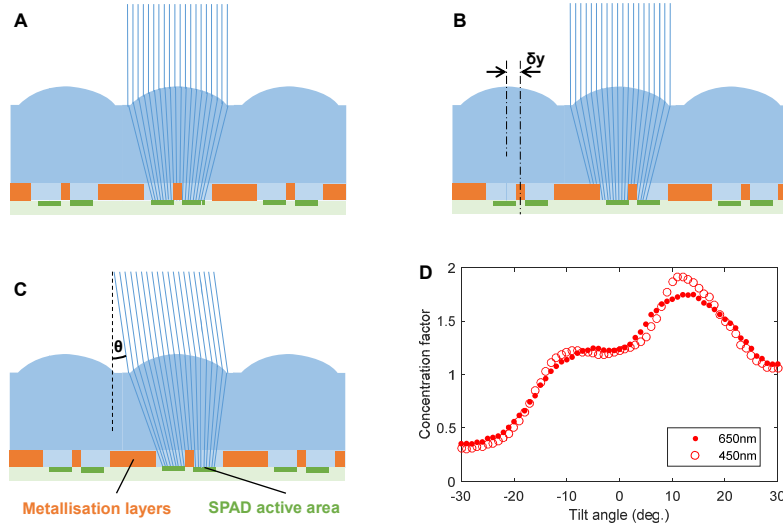 A
B
δy
C
θ
Metallisation layers
SPAD active area
D
Concentration factor
2
1.5
1
0.5
0
-30
-20
-10
0
10
20
30
Tilt angle (deg.)
650nm
450nm